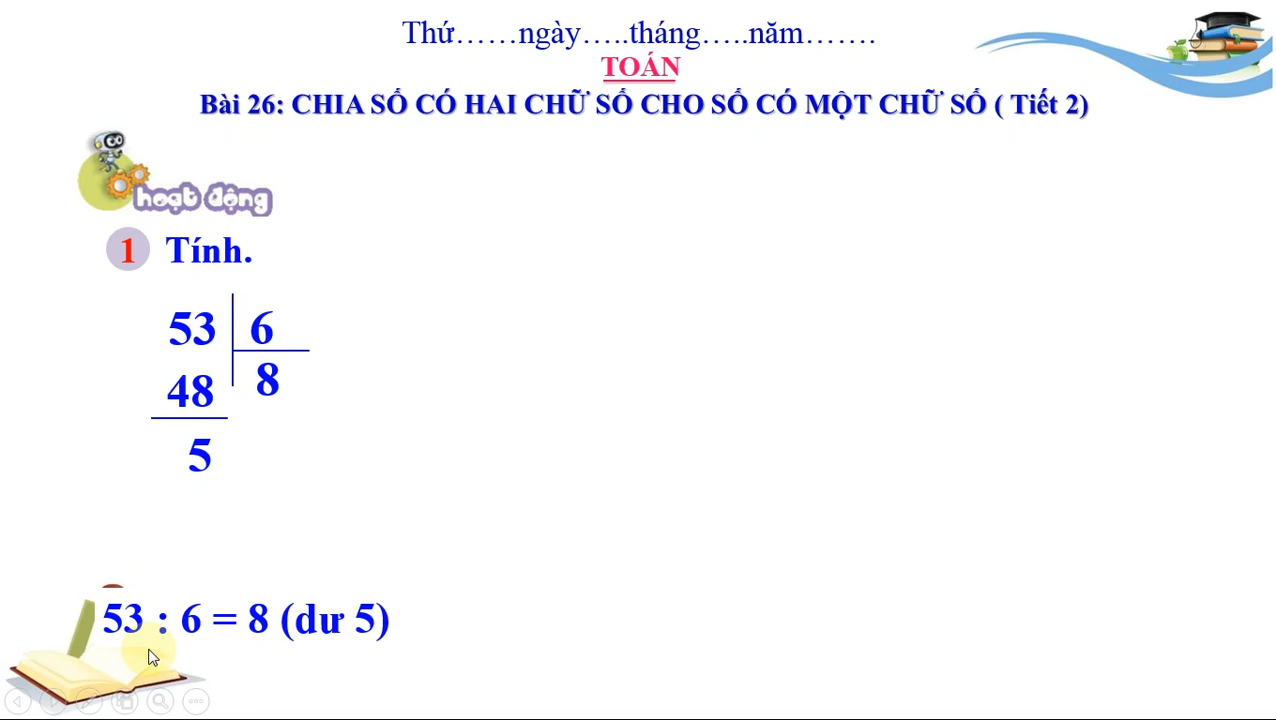 Thứ……ngày…..tháng…..năm…….
TOÁN
Bài 26: CHIA SỐ CÓ HAI CHỮ SỐ CHO SỐ CÓ MỘT CHỮ SỐ ( Tiết 2)
hoạt động
1 Tính.
53 6
48 8
5
53 : 6 = 8 (dư 5)